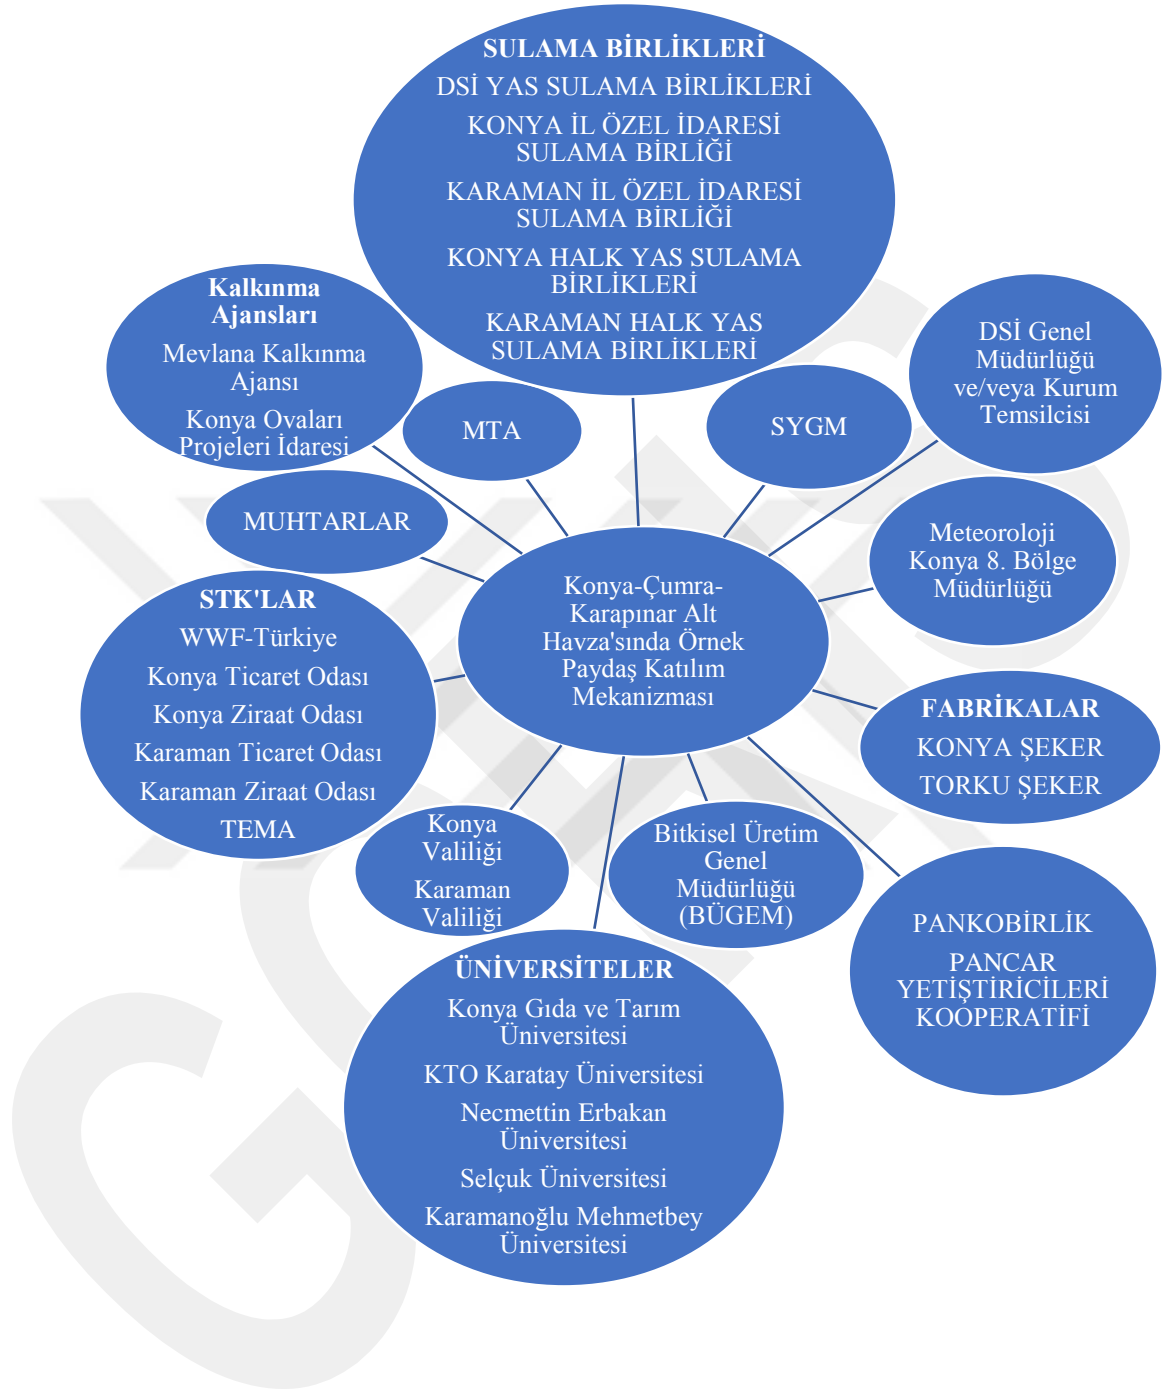 SULAMA BİRLİKLERİ
DSİ YAS SULAMA BİRLİKLERİ
KONYA İL ÖZEL İDARESİ
SULAMA BİRLİĞİ
KARAMAN İL ÖZEL İDARESİ
SULAMA BİRLİĞİ
KONYA HALK YAS SULAMA
BİRLİKLERİ
KARAMAN HALK YAS
SULAMA BİRLİKLERİ
Kalkınma
Ajansları
Mevlana Kalkınma
Ajansı
Konya Ovaları
Projeleri İdaresi
MTA
SYGM
DSİ Genel
Müdürlüğü
ve/veya Kurum
Temsilcisi
MUHTARLAR
Meteoroloji
Konya 8. Bölge
Müdürlüğü
Konya-Çumra-
Karapınar Alt
Havza'sında Örnek
Paydaş Katılım
Mekanizması
STK'LAR
WWF-Türkiye
Konya Ticaret Odası
Konya Ziraat Odası
Karaman Ticaret Odası
Karaman Ziraat Odası
TEMA
FABRİKALAR
KONYA ŞEKER
TORKU ŞEKER
Konya
Valiliği
Karaman
Valiliği
Bitkisel Üretim
Genel
Müdürlüğü
(BÜGEM)
PANKOBİRLİK
PANCAR
YETİŞTİRİCİLERİ
KOOPERATİFİ
ÜNİVERSİTELER
Konya Gıda ve Tarım
Üniversitesi
KTO Karatay Üniversitesi
Necmettin Erbakan
Üniversitesi
Selçuk Üniversitesi
Karamanoğlu Mehmetbey
Üniversitesi